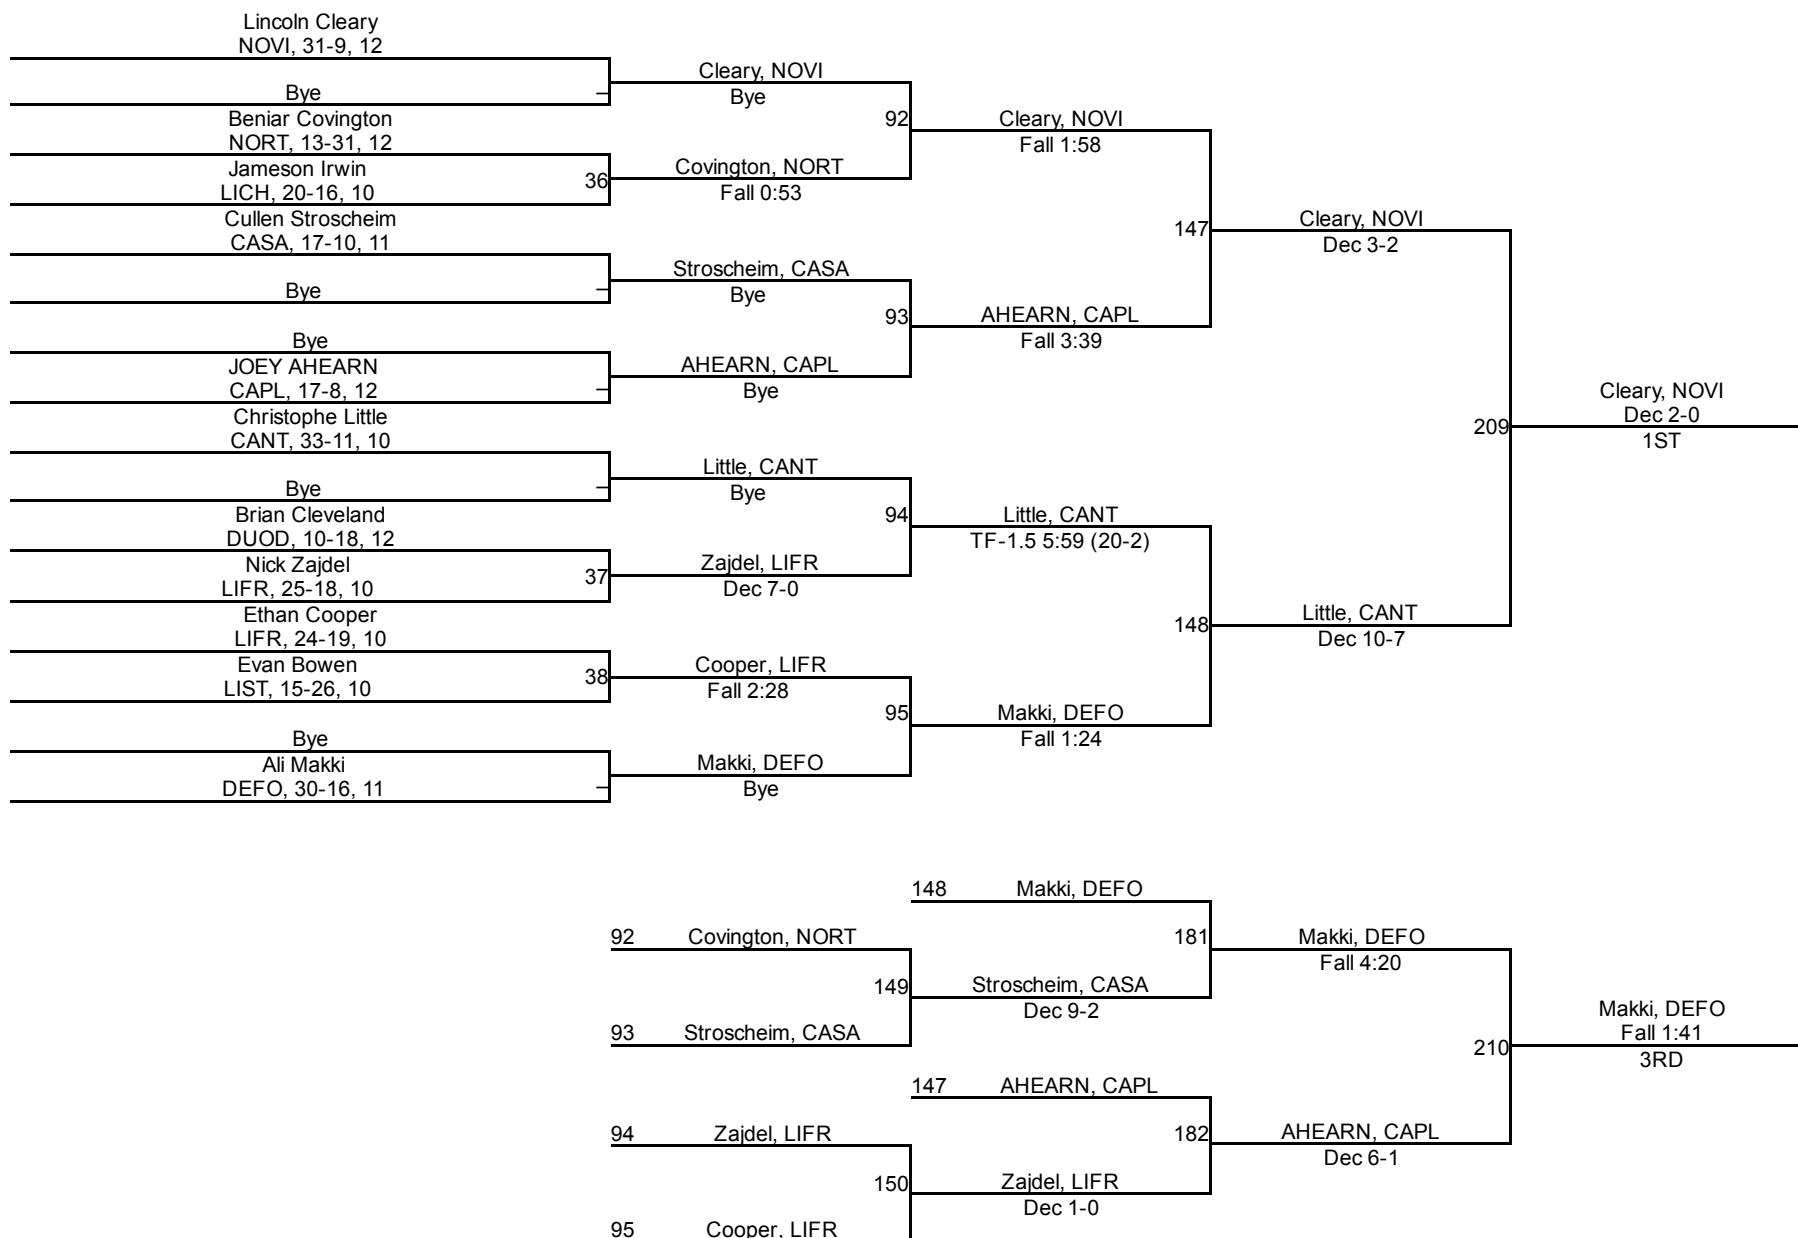 Lincoln Cleary
NOVI, 31-9, 12
Bye
Beniar Covington
NORT, 13-31, 12
Jameson Irwin
LICH, 20-16, 10
Cullen Stroscheim
CASA, 17-10, 11
Bye
Bye
JOEY AHEARN
CAPL, 17-8, 12
Christophe Little
CANT, 33-11, 10
Bye
Brian Cleveland
DUOD, 10-18, 12
Nick Zajdel
LIFR, 25-18, 10
Ethan Cooper
LIFR, 24-19, 10
Evan Bowen
LIST, 15-26, 10
Bye
Ali Makki
DEFO, 30-16, 11
Cleary, NOVI
Bye
36
Covington, NORT
Fall 0:53
Stroscheim, CASA
Bye
AHEARN, CAPL
Bye
Little, CANT
Bye
37
Zajdel, LIFR
Dec 7-0
38
Cooper, LIFR
Fall 2:28
Makki, DEFO
Bye
92
Cleary, NOVI
Fall 1:58
93
AHEARN, CAPL
Fall 3:39
94
Little, CANT
TF-1.5 5:59 (20-2)
95
Makki, DEFO
Fall 1:24
147
Cleary, NOVI
Dec 3-2
148
Little, CANT
Dec 10-7
209
Cleary, NOVI
Dec 2-0
1ST
148 Makki, DEFO
92 Covington, NORT
149
Stroscheim, CASA
Dec 9-2
93 Stroscheim, CASA
181
Makki, DEFO
Fall 4:20
147 AHEARN, CAPL
94 Zajdel, LIFR
150
Zajdel, LIFR
Dec 1-0
95 Cooper, LIFR
182
AHEARN, CAPL
Dec 6-1
210
Makki, DEFO
Fall 1:41
3RD